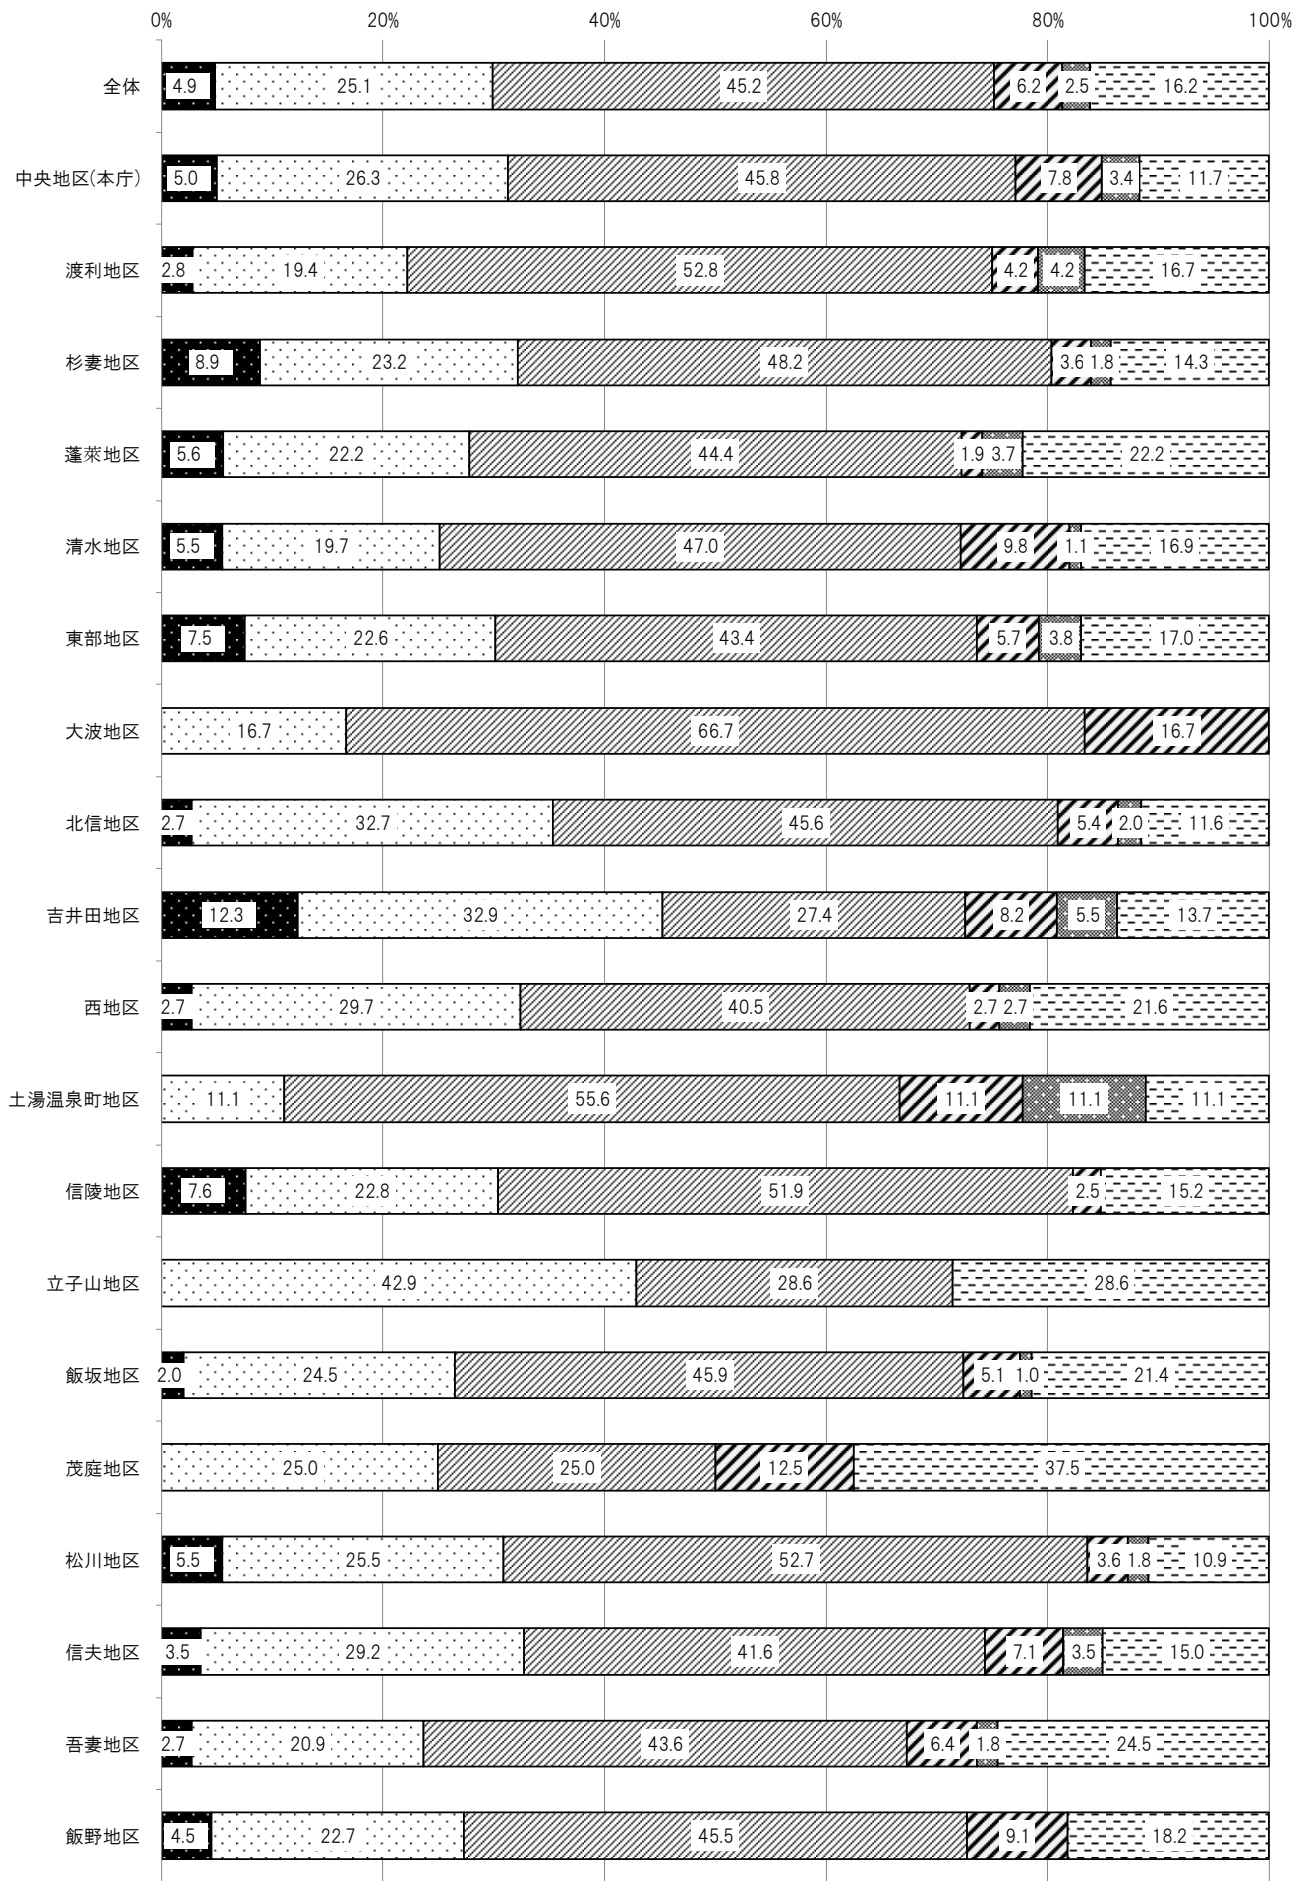 0% 20% 40% 60% 80% 100%
全体 4.9 25.1 45.2 6.2 2.5 16.2
中央地区(本庁) 5.0 26.3 45.8 7.8 3.4 11.7
渡利地区 2.8 19.4 52.8 4.2 4.2 16.7
杉妻地区 8.9 23.2 48.2 3.6 1.8 14.3
蓬萊地区 5.6 22.2 44.4 1.9 3.7 22.2
清水地区 5.5 19.7 47.0 9.8 1.1 16.9
東部地区 7.5 22.6 43.4 5.7 3.8 17.0
大波地区 16.7 66.7 16.7
北信地区 2.7 32.7 45.6 5.4 2.0 11.6
吉井田地区 12.3 32.9 27.4 8.2 5.5 13.7
西地区 2.7 29.7 40.5 2.7 2.7 21.6
土湯温泉町地区 11.1 55.6 11.1 11.1 11.1
信陵地区 7.6 22.8 51.9 2.5 15.2
立子山地区 42.9 28.6 28.6
飯坂地区 2.0 24.5 45.9 5.1 1.0 21.4
茂庭地区 25.0 25.0 12.5 37.5
松川地区 5.5 25.5 52.7 3.6 1.8 10.9
信夫地区 3.5 29.2 41.6 7.1 3.5 15.0
吾妻地区 2.7 20.9 43.6 6.4 1.8 24.5
飯野地区 4.5 22.7 45.5 9.1 18.2